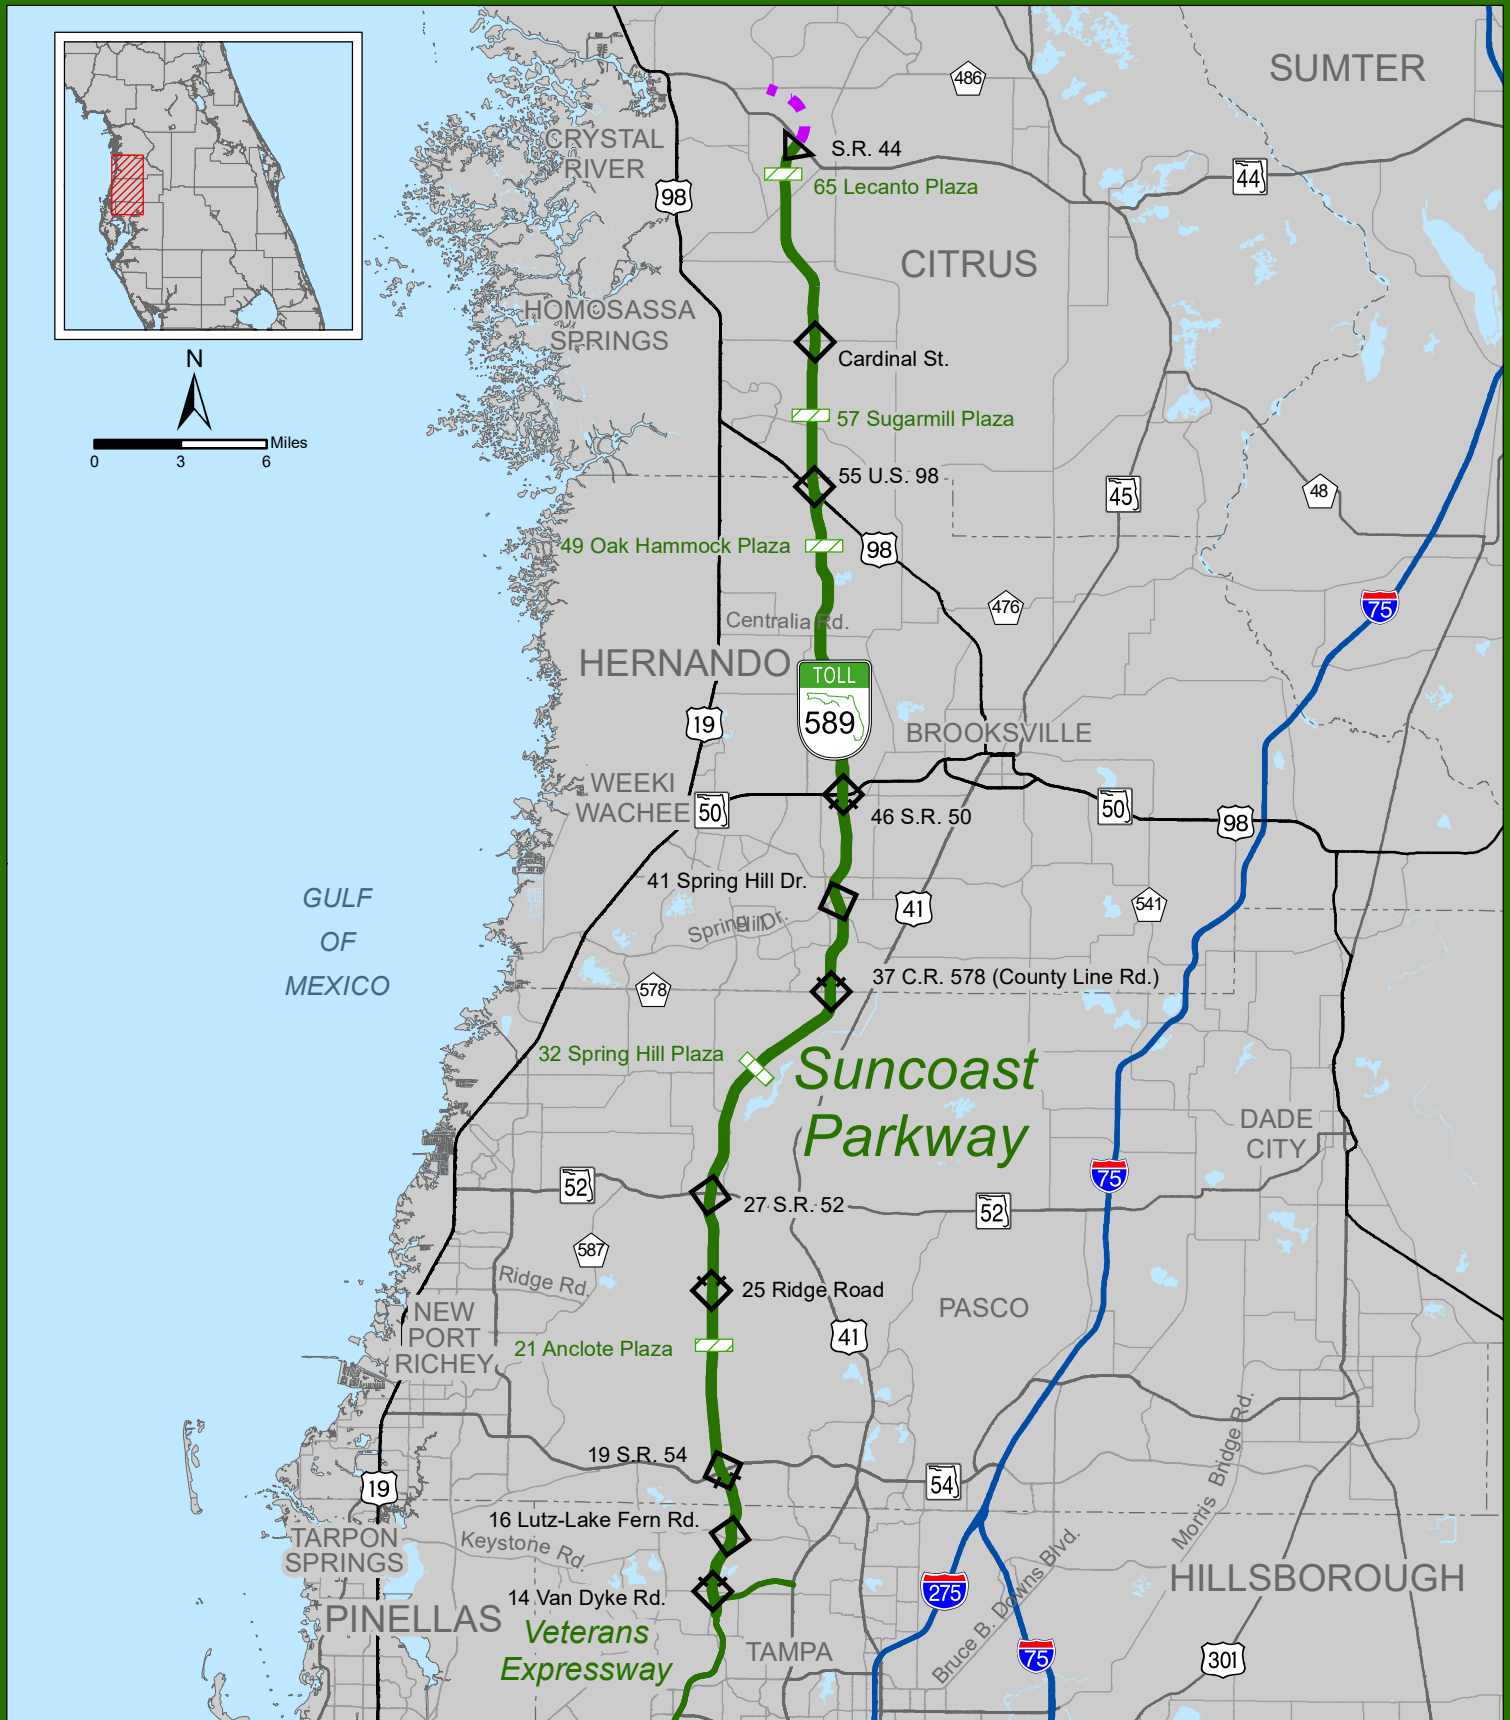 SUMTER
486
CRYSTAL
RIVER
S.R. 44
44
65 Lecanto Plaza
98
CITRUS
HOMOSASSA
SPRINGS
N
Miles
0 3 6
Cardinal St.
57 Sugarmill Plaza
55 U.S. 98
45
48
49 Oak Hammock Plaza
98
75
476
Centralia Rd.
HERNANDO
TOLL
589
19
BROOKSVILLE
WEEKI
WACHEE
50
46 S.R. 50
50
98
41 Spring Hill Dr.
GULF
OF
MEXICO
Spring Hill Dr.
41
541
37 C.R. 578 (County Line Rd.)
578
32 Spring Hill Plaza
Suncoast
Parkway
DADE
CITY
75
52
27 S.R. 52
52
587
Ridge Rd.
25 Ridge Road
PASCO
NEW
PORT
RICHEY
41
21 Anclote Plaza
19 S.R. 54
54
Morris Bridge Rd.
19
16 Lutz-Lake Fern Rd.
TARPON
SPRINGS
Keystone Rd.
Bruce B. Downs Blvd.
HILLSBOROUGH
275
14 Van Dyke Rd.
PINELLAS
Veterans
Expressway
TAMPA
75
301